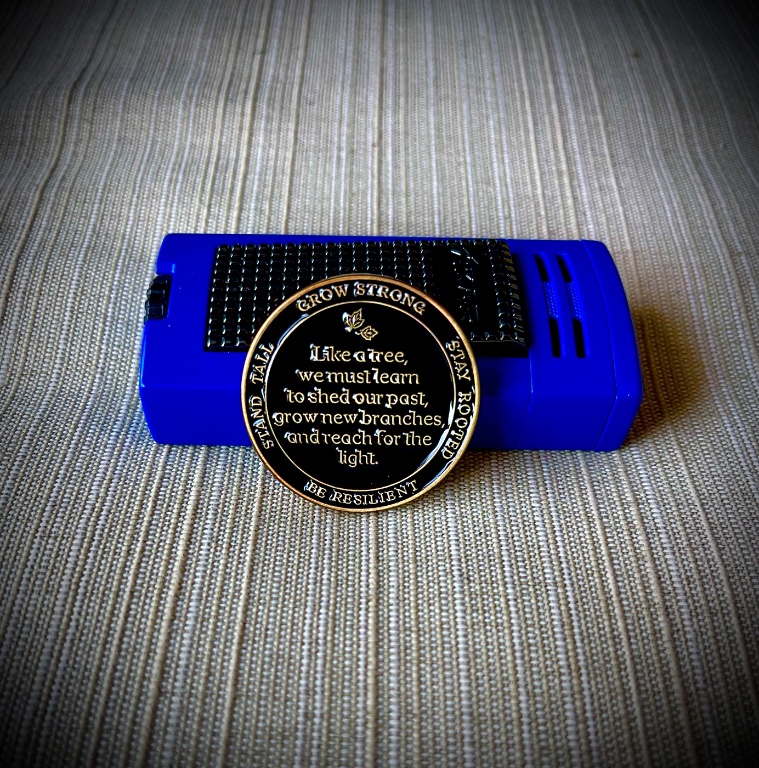 GROW STRONG
STAND TALL
STAY ROOTED
Like a tree,
we must learn
to shed our past,
grow new branches,
and reach for the
light.
BE RESILIENT